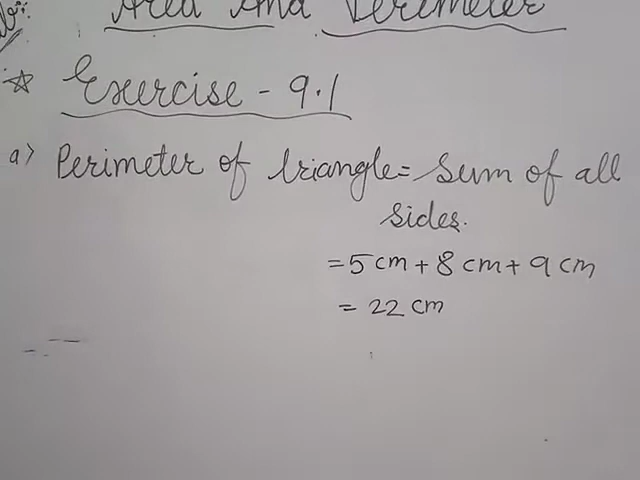 Area And Perimeter
Exercise - 9.1
a) Perimeter of triangle = Sum of all
sides.
= 5 cm + 8 cm + 9 cm
= 22 cm